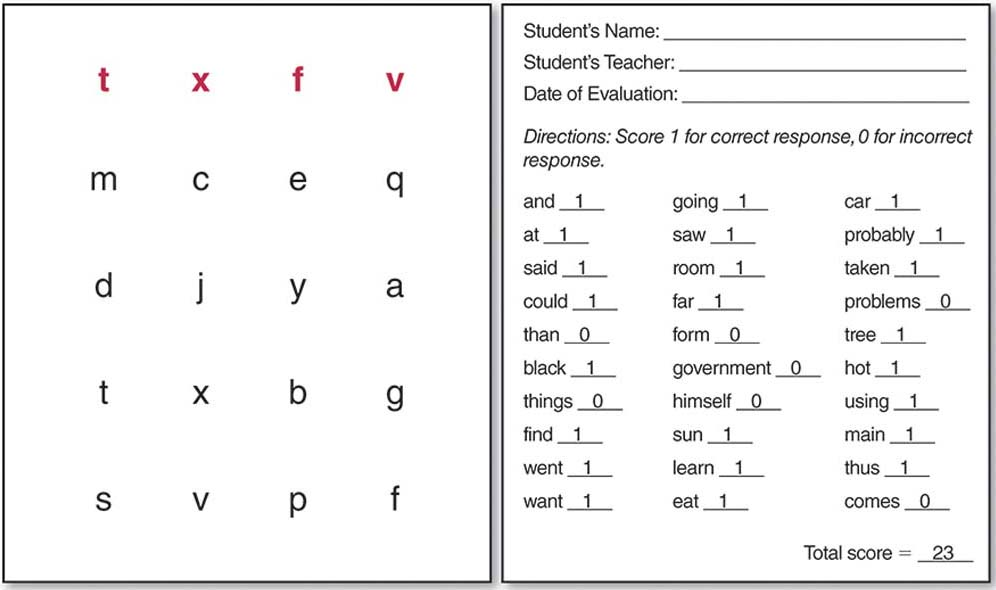 t x f v
m c e q
d j y a
t x b g
s v p f
Student's Name:
Student's Teacher:
Date of Evaluation:
Directions: Score 1 for correct response, 0 for incorrect
response.
and 1 going 1 car 1
at 1 saw 1 probably 1
said 1 room 1 taken 1
could 1 far 1 problems 0
than 0 form 0 tree 1
black 1 government 0 hot 1
things 0 himself 0 using 1
find 1 sun 1 main 1
went 1 learn 1 thus 1
want 1 eat 1 comes 0
Total score = 23